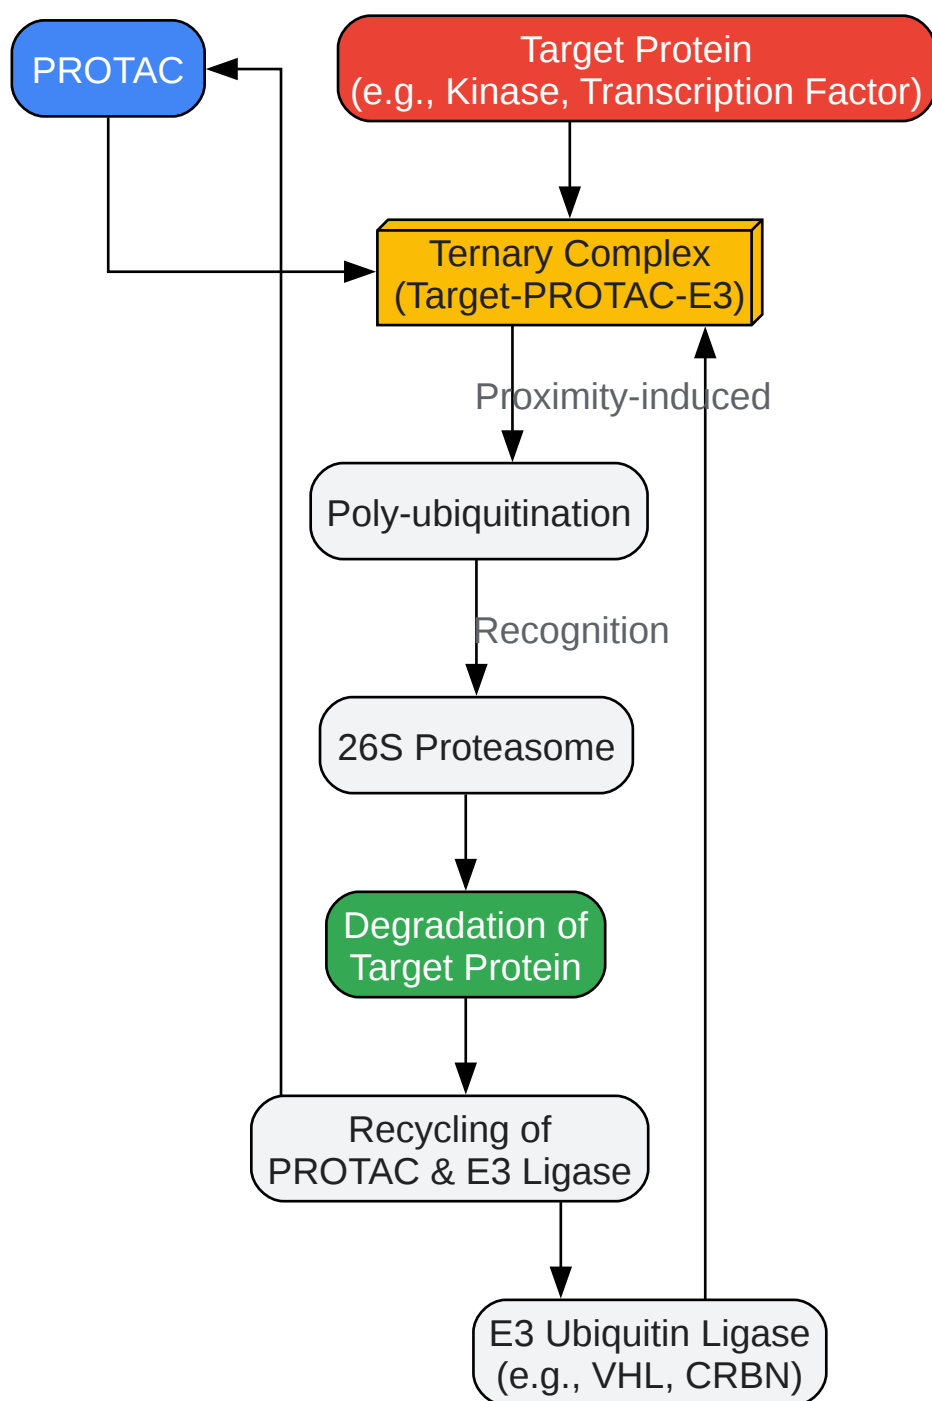 PROTAC
Target Protein
(e.g., Kinase, Transcription Factor)
Ternary Complex
(Target-PROTAC-E3)
Proximity-induced
Poly-ubiquitination
Recognition
26S Proteasome
Degradation of
Target Protein
Recycling of
PROTAC & E3 Ligase
E3 Ubiquitin Ligase
(e.g., VHL, CRBN)